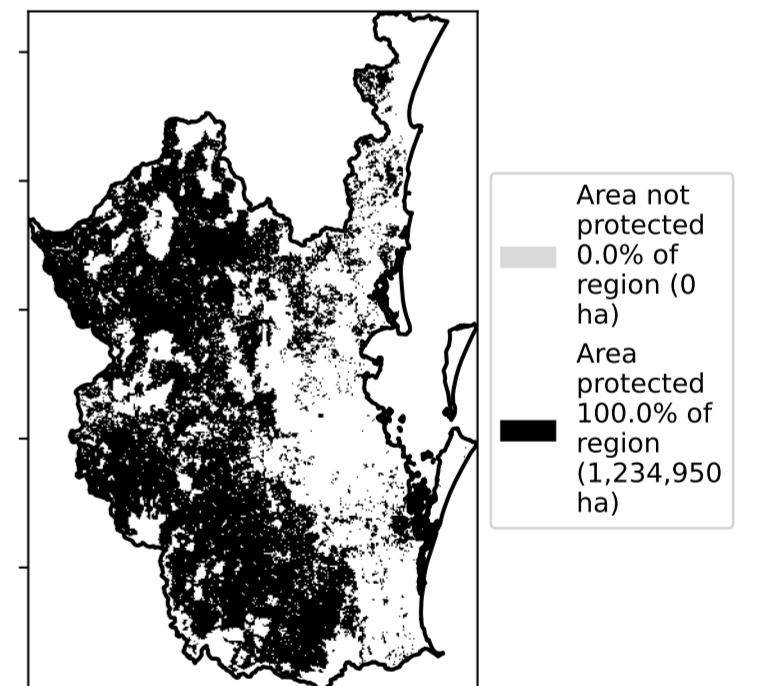 Area not
protected
0.0% of
region (0
ha)
Area
protected
100.0% of
region
(1,234,950
ha)